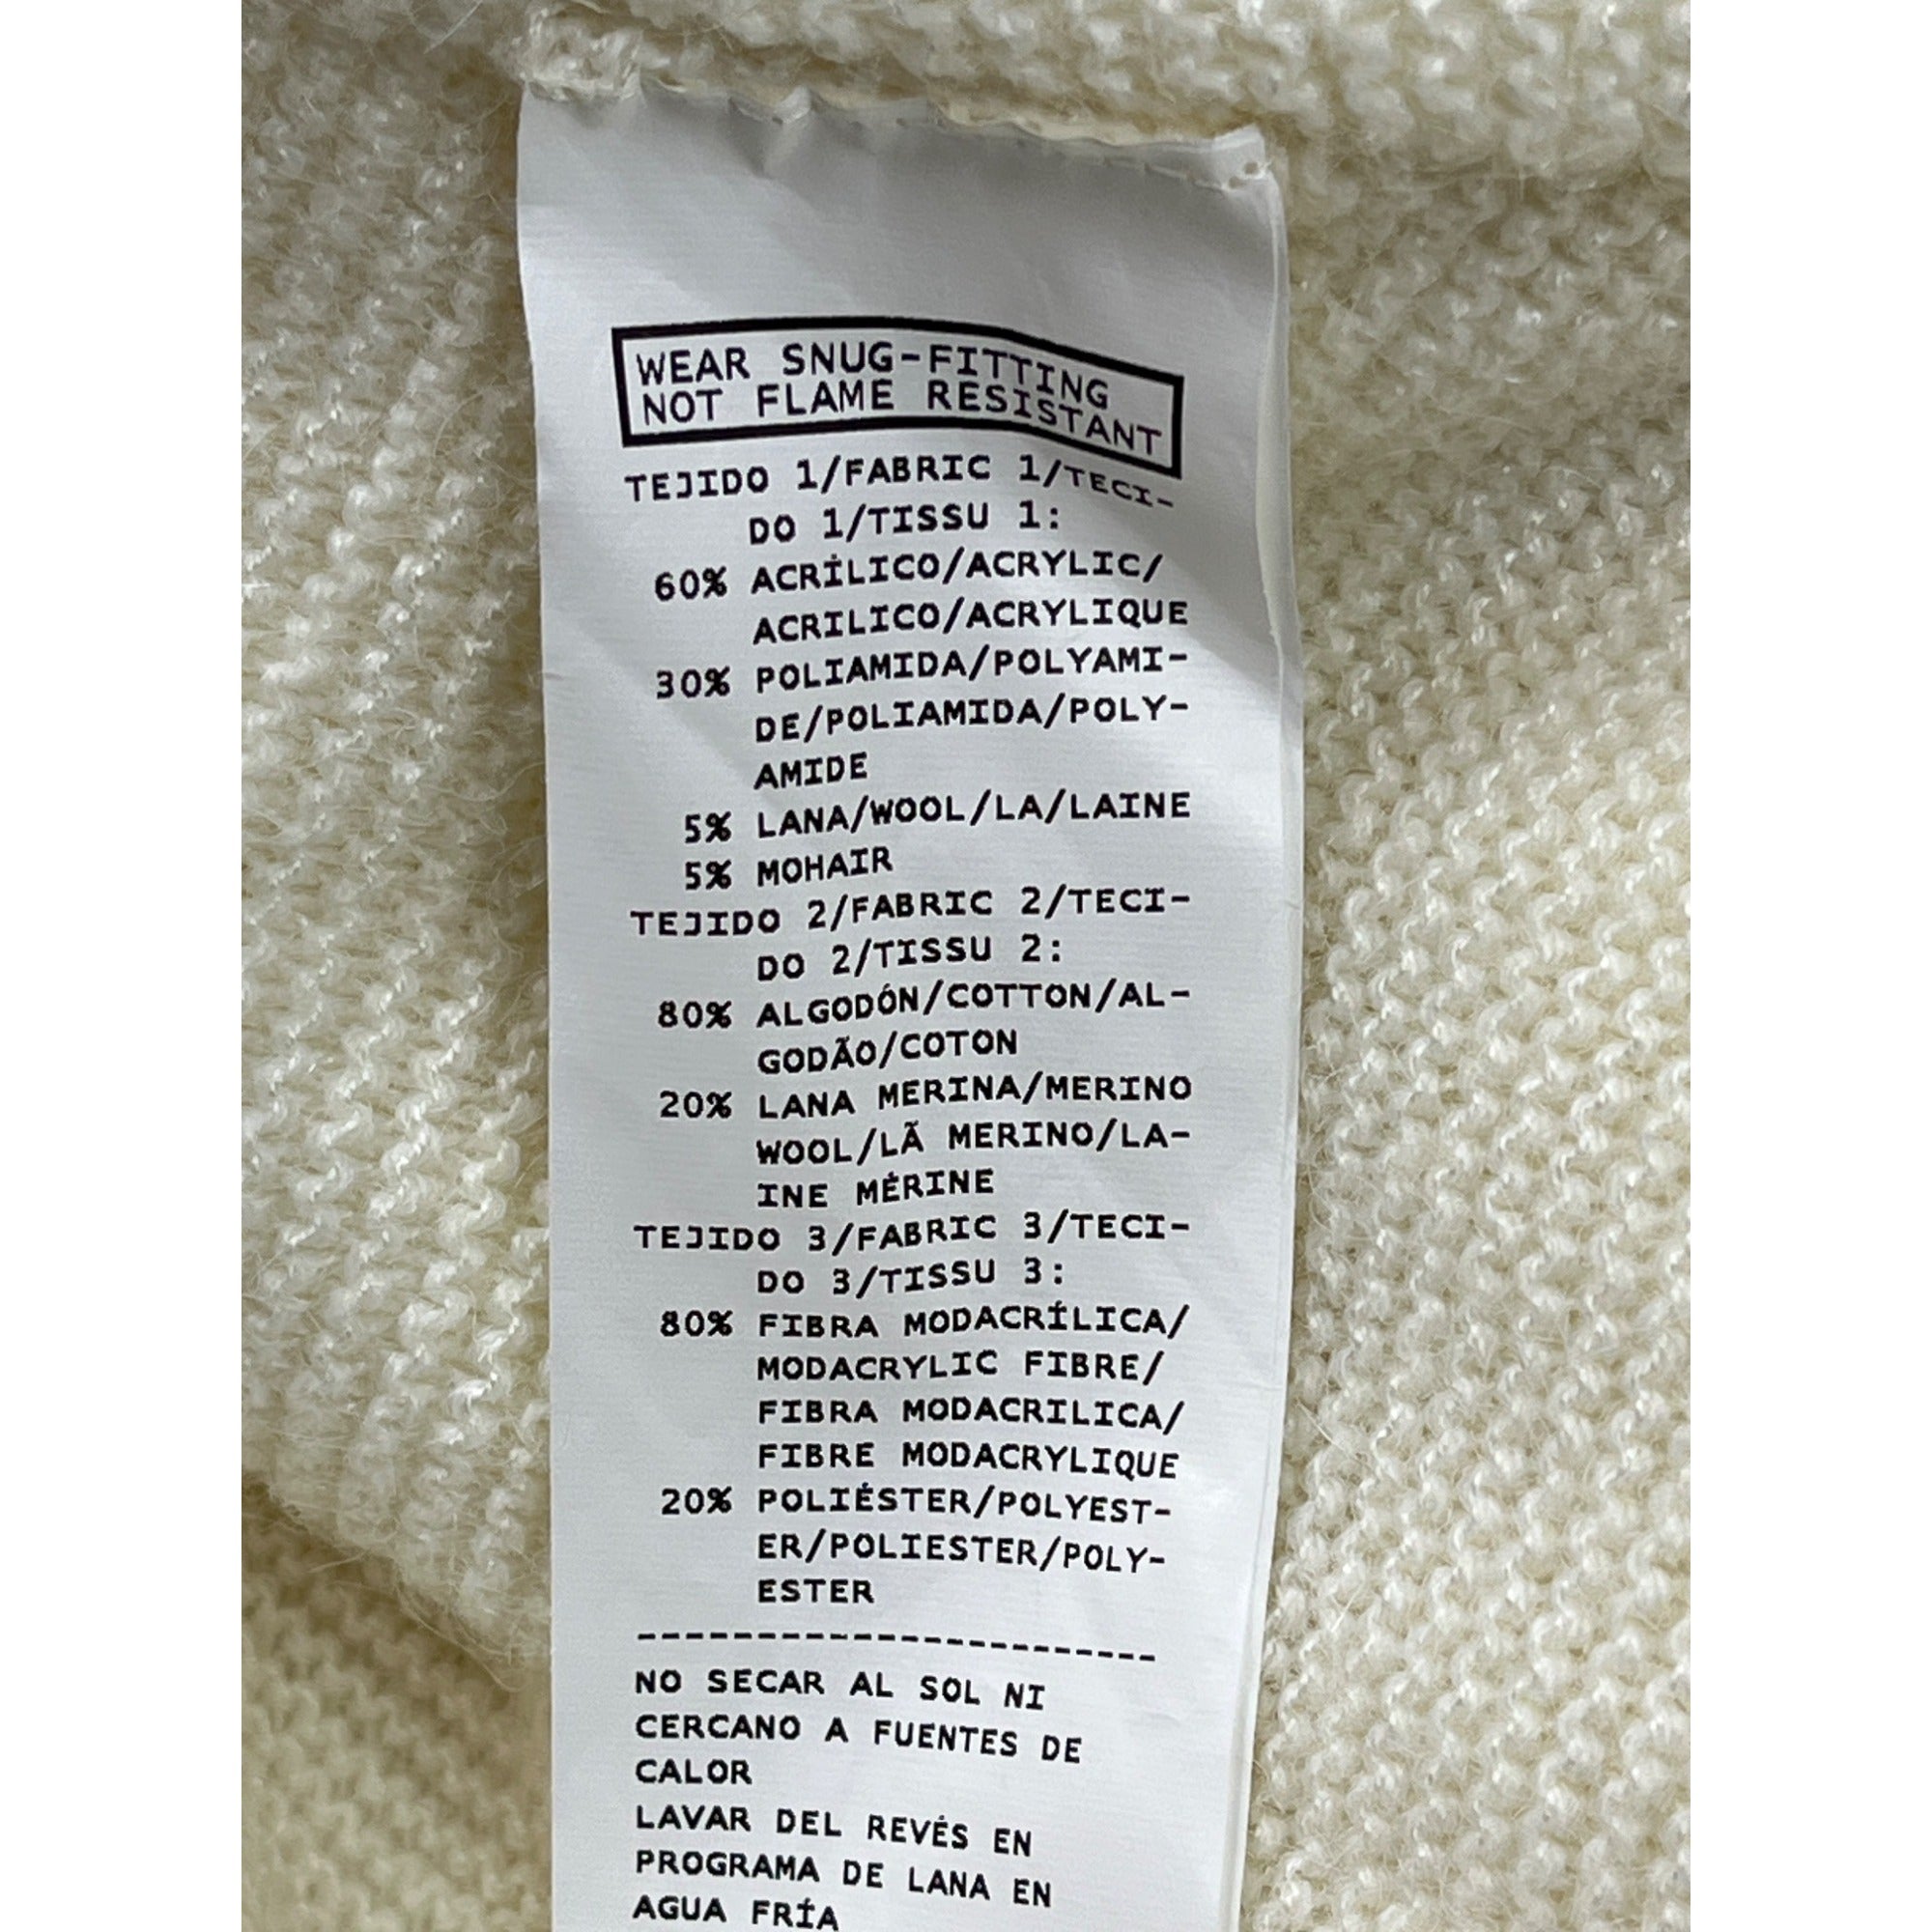 WEAR SNUG-FITTING
NOT FLAME RESISTANT
TEJIDO 1/FABRIC 1/TECI-
DO 1/TISSU 1:
60% ACRÍLICO/ACRYLIC/
ACRILICO/ACRYLIQUE
30% POLIAMIDA/POLYAMI-
DE/POLIAMIDA/POLY-
AMIDE
5% LANA/WOOL/LA/LAINE
5% MOHAIR
TEJIDO 2/FABRIC 2/TECI-
DO 2/TISSU 2:
80% ALGODÓN/COTTON/AL-
GODÃO/COTON
20% LANA MERINA/MERINO
WOOL/LÃ MERINO/LA-
INE MÉRINE
TEJIDO 3/FABRIC 3/TECI-
DO 3/TISSU 3:
80% FIBRA MODACRÍLICA/
MODACRYLIC FIBRE/
FIBRA MODACRILICA/
FIBRE MODACRYLIQUE
20% POLIÉSTER/POLYEST-
ER/POLIESTER/POLY-
ESTER
------------------------
NO SECAR AL SOL NI
CERCANO A FUENTES DE
CALOR
LAVAR DEL REVÉS EN
PROGRAMA DE LANA EN
AGUA FRÍA